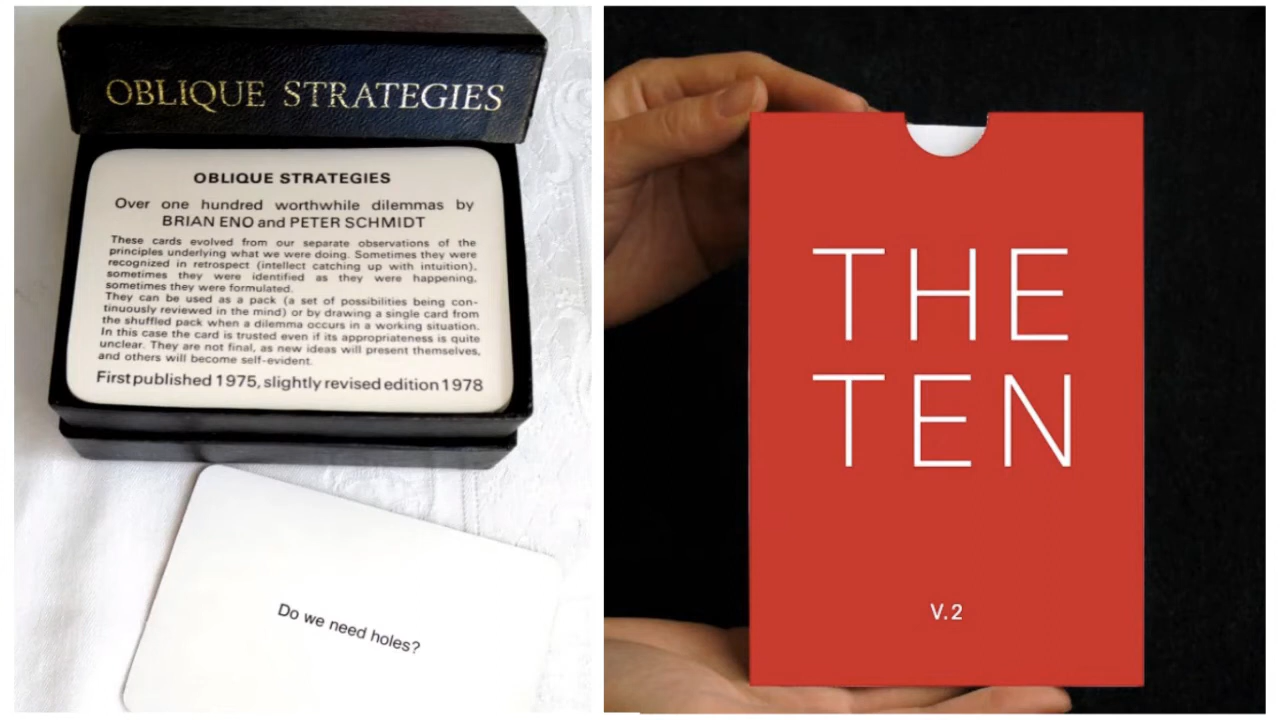 OBLIQUE STRATEGIES
OBLIQUE STRATEGIES
Over one hundred worthwhile dilemmas by
BRIAN ENO and PETER SCHMIDT
These cards evolved from our separate observations of the
principles underlying what we were doing. Sometimes they were
recognized in retrospect (intellect catching up with intuition),
sometimes they were identified as they were happening,
sometimes they were formulated.
They can be used as a pack (a set of possibilities being con-
tinuously reviewed in the mind) or by drawing a single card from
the shuffled pack when a dilemma occurs in a working situation.
In this case the card is trusted even if its appropriateness is quite
unclear. They are not final, as new ideas will present themselves,
and others will become self-evident.
First published 1975, slightly revised edition 1978
Do we need holes?
THE
TEN
V.2